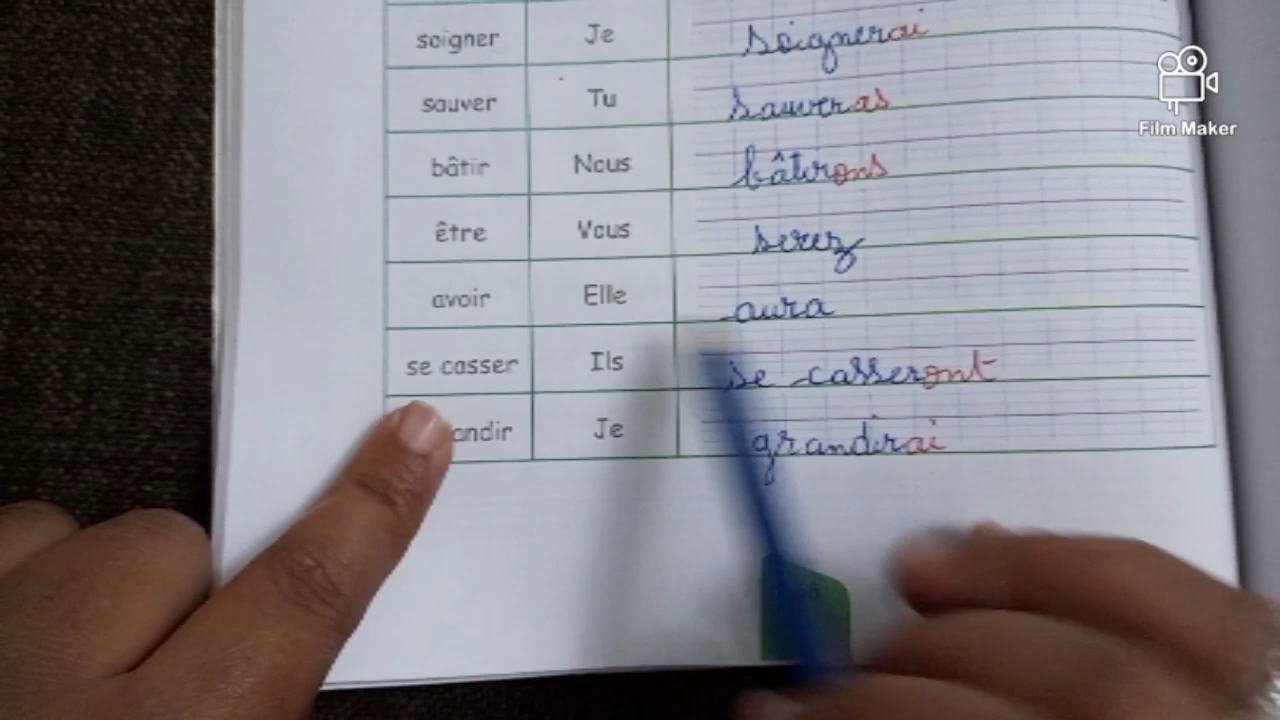 soigner Je soignerai
sauver Tu sauveras
bâtir Nous bâtirons
être Vous serez
avoir Elle aura
se casser Ils se casseront
andir Je grandirai
Film Maker